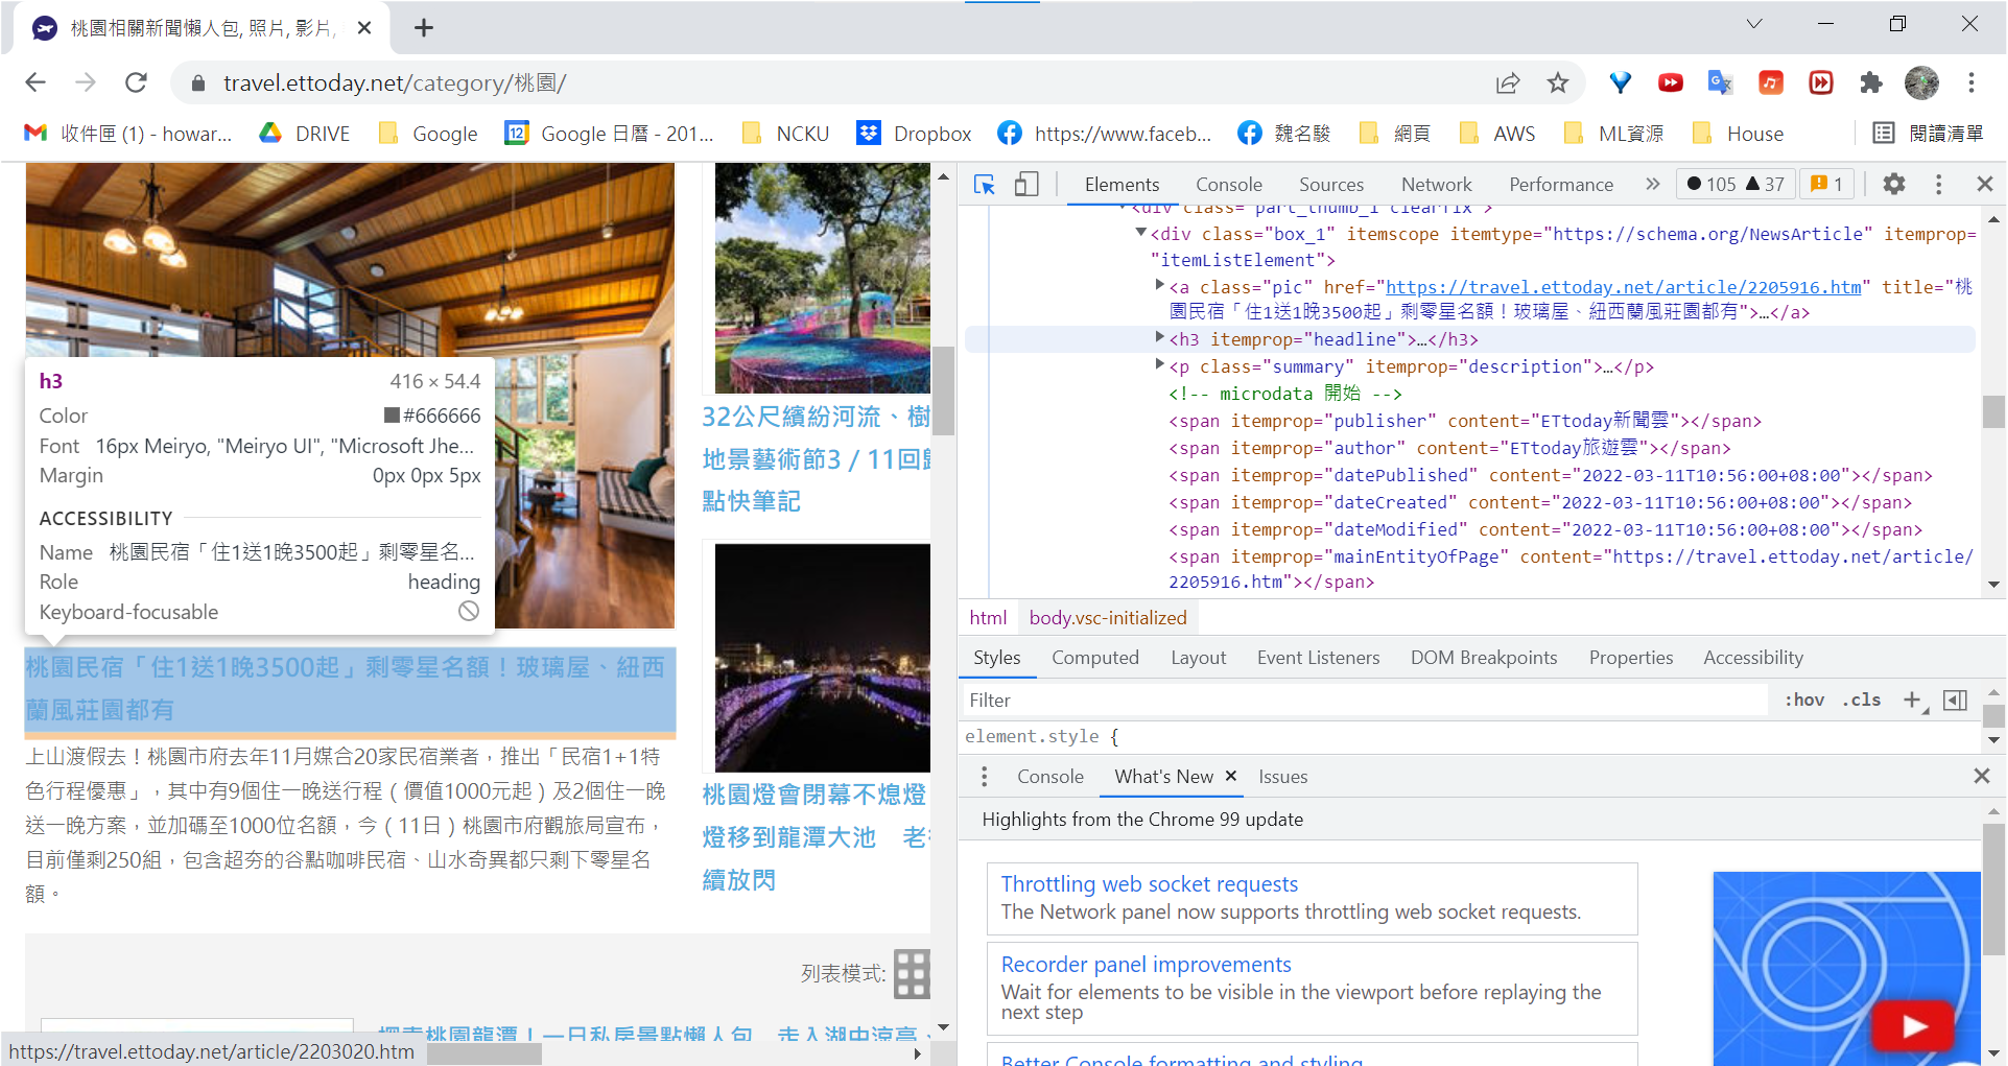 桃園相關新聞懶人包, 照片, 影片,
travel.ettoday.net/category/桃園/
收件匣 (1) - howar...
DRIVE
Google
Google 日曆 - 201...
NCKU
Dropbox
https://www.faceb...
魏名駿
網頁
AWS
ML資源
House
閱讀清單
h3
416 × 54.4
Color
#666666
Font 16px Meiryo, "Meiryo UI", "Microsoft Jhe...
Margin
0px 0px 5px
ACCESSIBILITY
Name 桃園民宿「住1送1晚3500起」剩零星名...
Role
heading
Keyboard-focusable
桃園民宿「住1送1晚3500起」剩零星名額！玻璃屋、紐西
蘭風莊園都有
上山渡假去！桃園市府去年11月媒合20家民宿業者，推出「民宿1+1特
色行程優惠」，其中有9個住一晚送行程（價值1000元起）及2個住一晚
送一晚方案，並加碼至1000位名額，今（11日）桃園市府觀旅局宣布，
目前僅剩250組，包含超夯的谷點咖啡民宿、山水奇異都只剩下零星名
額。
32公尺繽紛河流、樹
地景藝術節3／11回
點快筆記
桃園燈會閉幕不熄燈
燈移到龍潭大池 老
續放閃
列表模式:
探索桃園龍潭！一日私房景點懶人包 走入湖中涼亭、
https://travel.ettoday.net/article/2203020.htm
Elements
Console
Sources
Network
Performance
105
37
1
<div class="part_thumb_1 clearfix">
<div class="box_1" itemscope itemtype="https://schema.org/NewsArticle" itemprop=
"itemListElement">
<a class="pic" href="https://travel.ettoday.net/article/2205916.htm" title="桃
園民宿「住1送1晚3500起」剩零星名額！玻璃屋、紐西蘭風莊園都有">…</a>
<h3 itemprop="headline">…</h3>
<p class="summary" itemprop="description">…</p>
<!-- microdata 開始 -->
<span itemprop="publisher" content="ETtoday新聞雲"></span>
<span itemprop="author" content="ETtoday旅遊雲"></span>
<span itemprop="datePublished" content="2022-03-11T10:56:00+08:00"></span>
<span itemprop="dateCreated" content="2022-03-11T10:56:00+08:00"></span>
<span itemprop="dateModified" content="2022-03-11T10:56:00+08:00"></span>
<span itemprop="mainEntityOfPage" content="https://travel.ettoday.net/article/
2205916.htm"></span>
html
body.vsc-initialized
Styles
Computed
Layout
Event Listeners
DOM Breakpoints
Properties
Accessibility
Filter
:hov
.cls
element.style {
Console
What's New
Issues
Highlights from the Chrome 99 update
Throttling web socket requests
The Network panel now supports throttling web socket requests.
Recorder panel improvements
Wait for elements to be visible in the viewport before replaying the
next step
Better Console formatting and styling